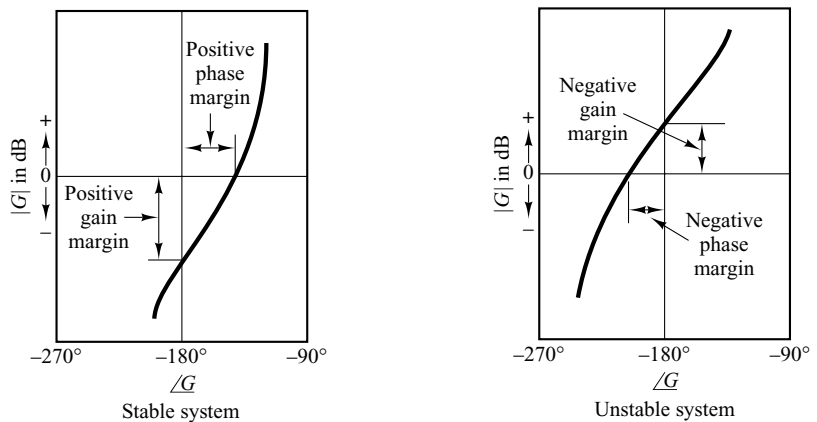 Positive
phase
margin
+
0
–
|G| in dB
Positive
gain
margin
–270°
–180°
–90°
/G
Stable system
Negative
gain
margin
+
0
–
|G| in dB
Negative
phase
margin
–270°
–180°
–90°
/G
Unstable system